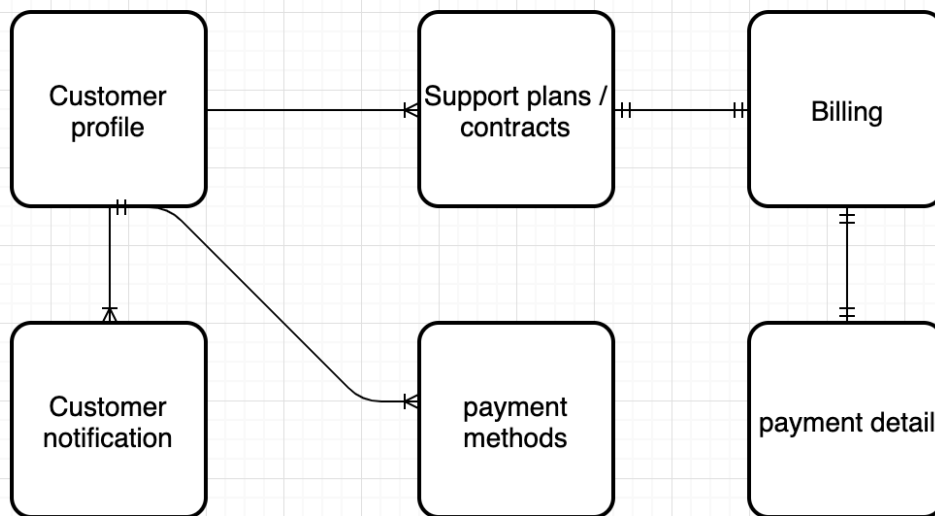 Customer
profile
Support plans /
contracts
Billing
Customer
notification
payment
methods
payment detail